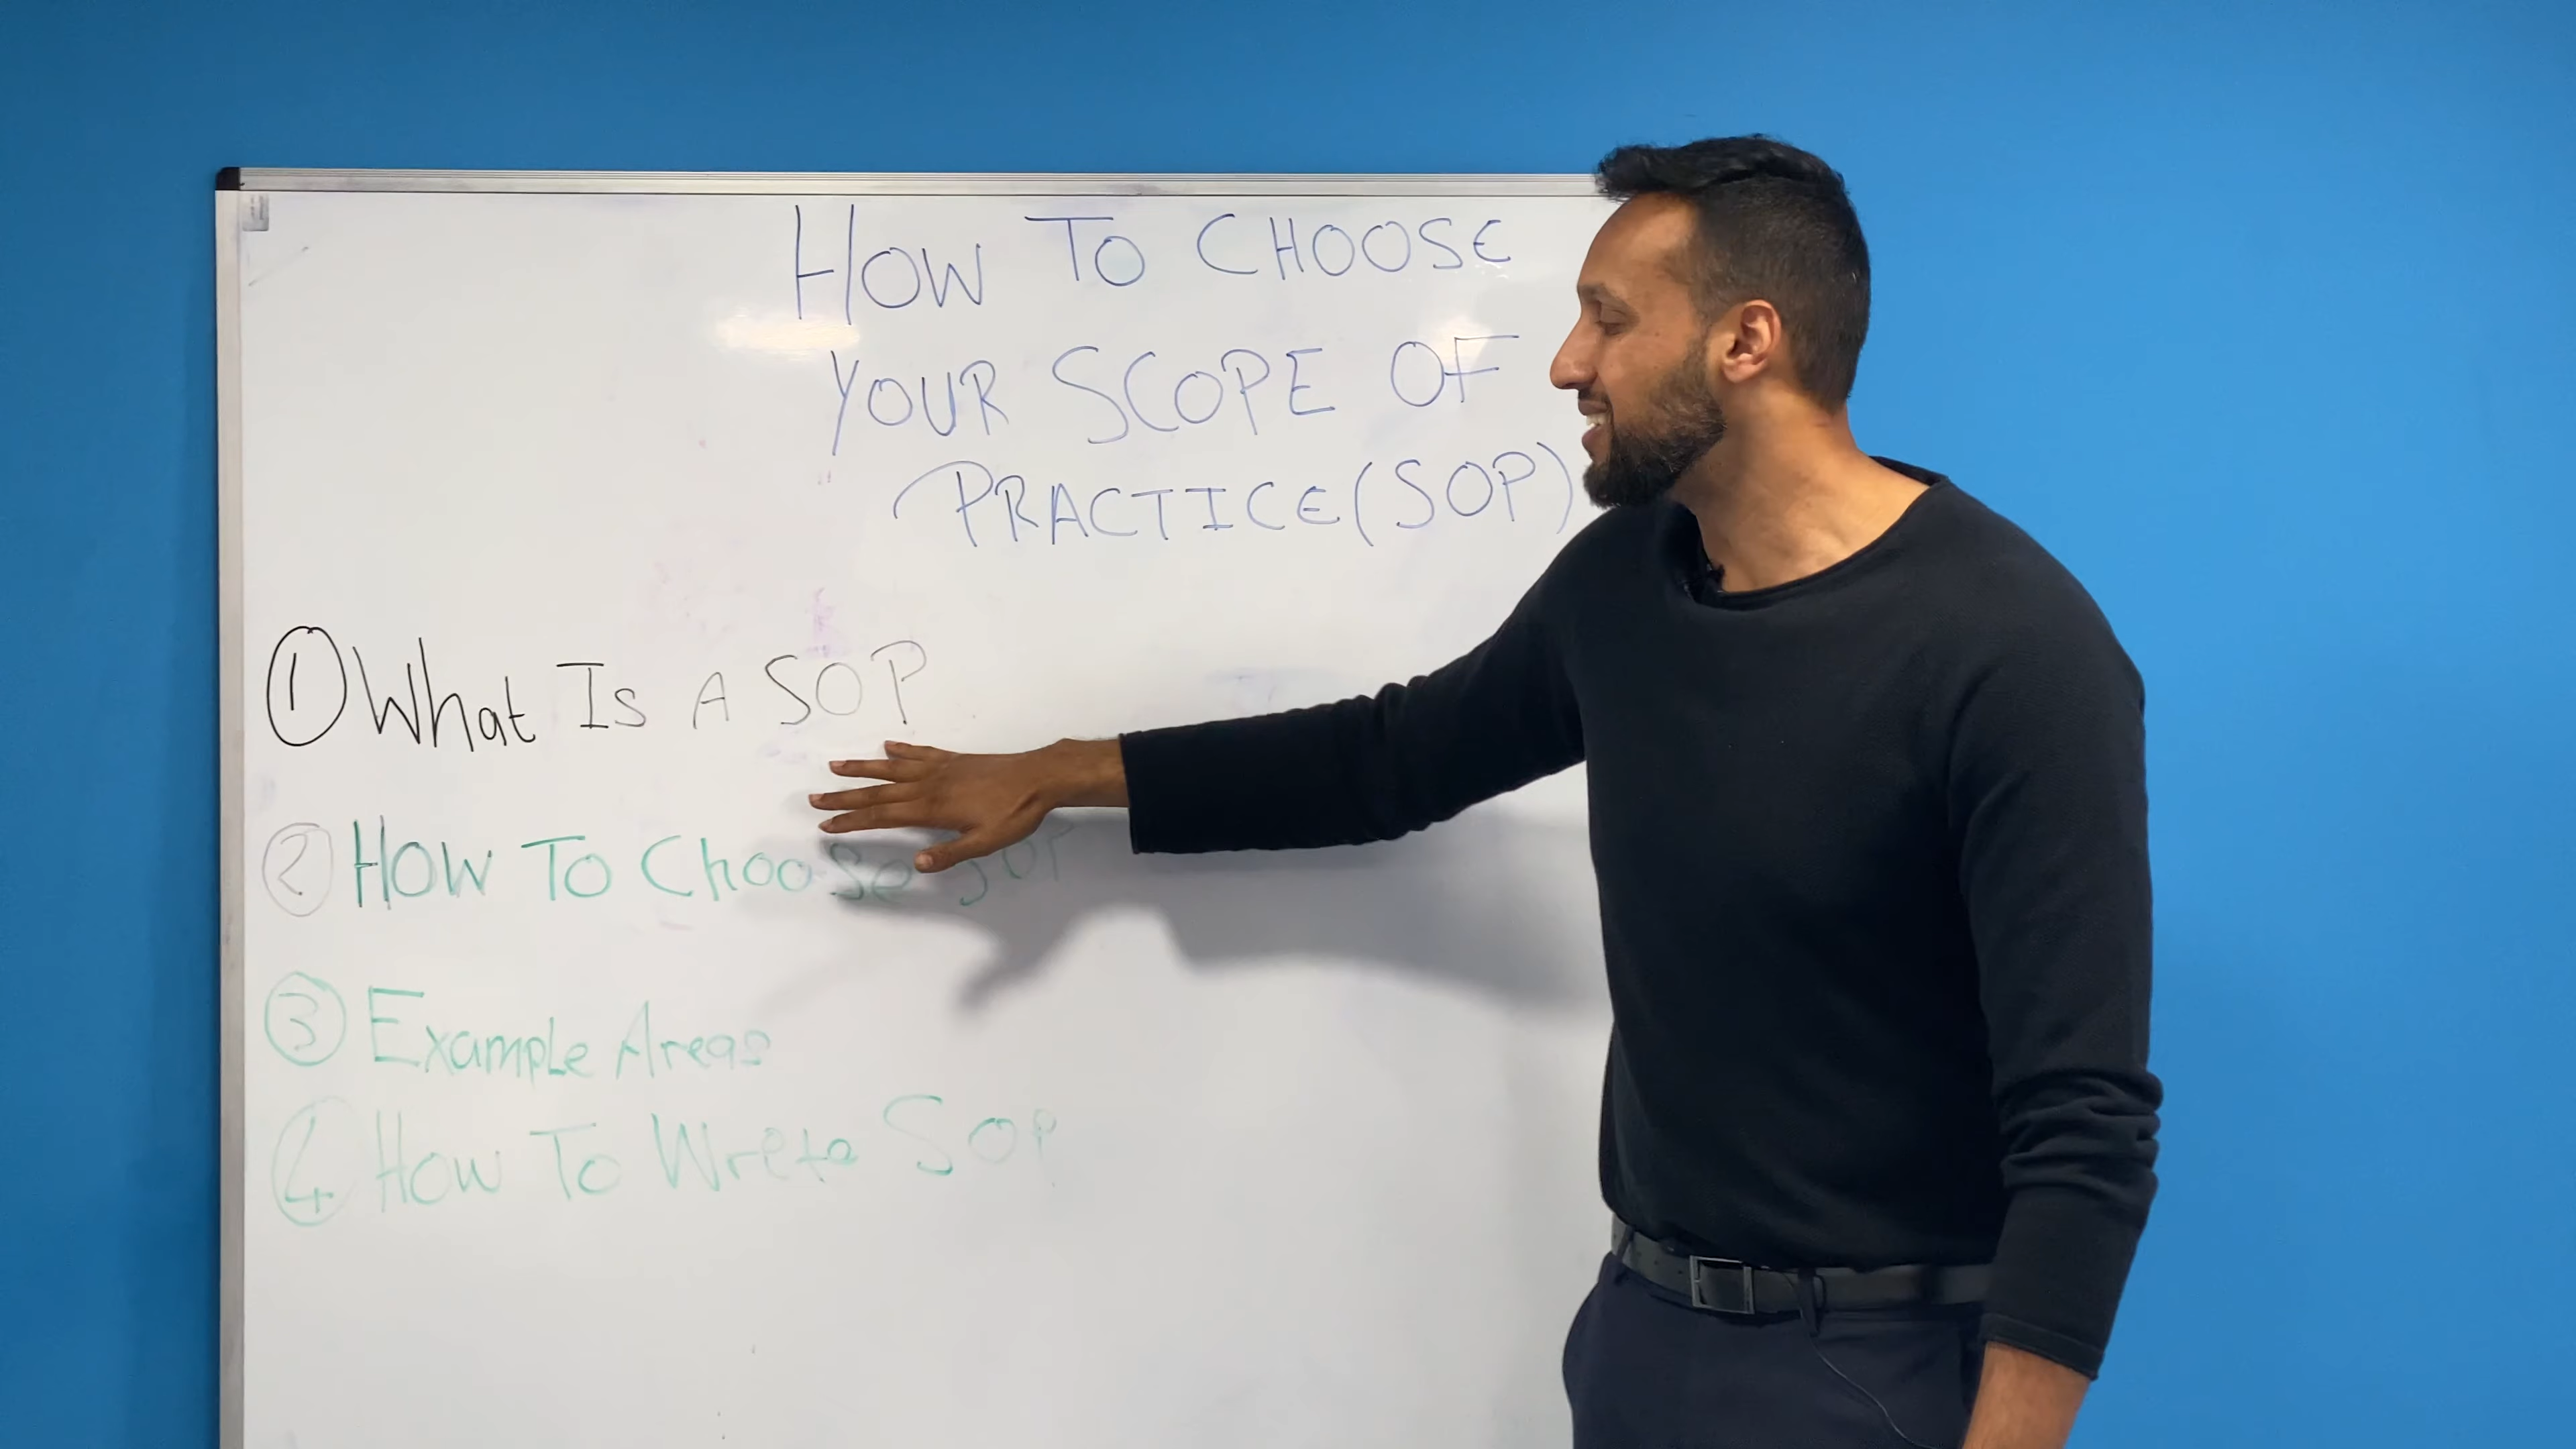 HOW TO CHOOSE
YOUR SCOPE OF
PRACTICE (SOP)
① What Is A SOP
② How To Choose SOP
③ Example Areas
④ How To Write SOP